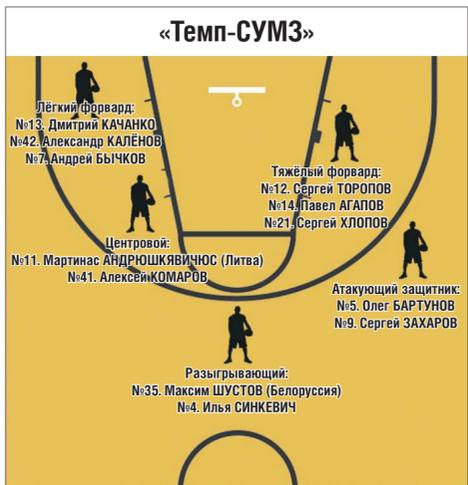 «Темп-СУМЗ»
Лёгкий форвард:
№13. Дмитрий КАЧАНКО
№42. Александр КАЛЁНОВ
№7. Андрей БЫЧКОВ
Тяжёлый форвард:
№12. Сергей ТОРОПОВ
№14. Павел АГАПОВ
№21. Сергей ХЛОПОВ
Центровой:
№11. Мартинас АНДРЮШКЯВИЧЮС (Литва)
№41. Алексей КОМАРОВ
Атакующий защитник:
№5. Олег БАРТУНОВ
№9. Сергей ЗАХАРОВ
Разыгрывающий:
№35. Максим ШУСТОВ (Белоруссия)
№4. Илья СИНКЕВИЧ